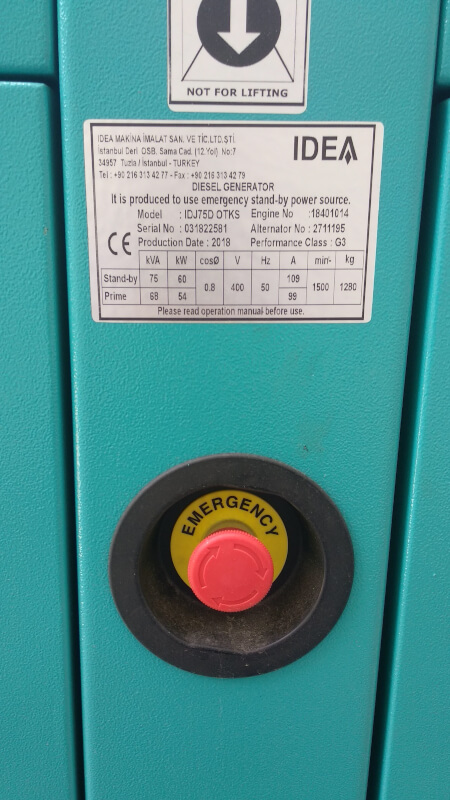 NOT FOR LIFTING
IDEA MAKİNA İMALAT SAN. VE TİC.LTD.ŞTİ.
İstanbul Deri OSB. Sama Cad. (12.Yol) No:7
34957 Tuzla / İstanbul - TURKEY
Tel : +90 216 313 42 77 - Fax : +90 216 313 42 79
IDEA
DIESEL GENERATOR
It is produced to use emergency stand-by power source.
Model : IDJ75D OTKS Engine No :18401014
Serial No : 031822581 Alternator No : 2711195
CE Production Date : 2018 Performance Class : G3
kVA kW cosØ V Hz A min- kg
Stand-by 75 60 0.8 400 50 109 1500 1280
Prime 68 54 99
Please read operation manual before use.
EMERGENCY